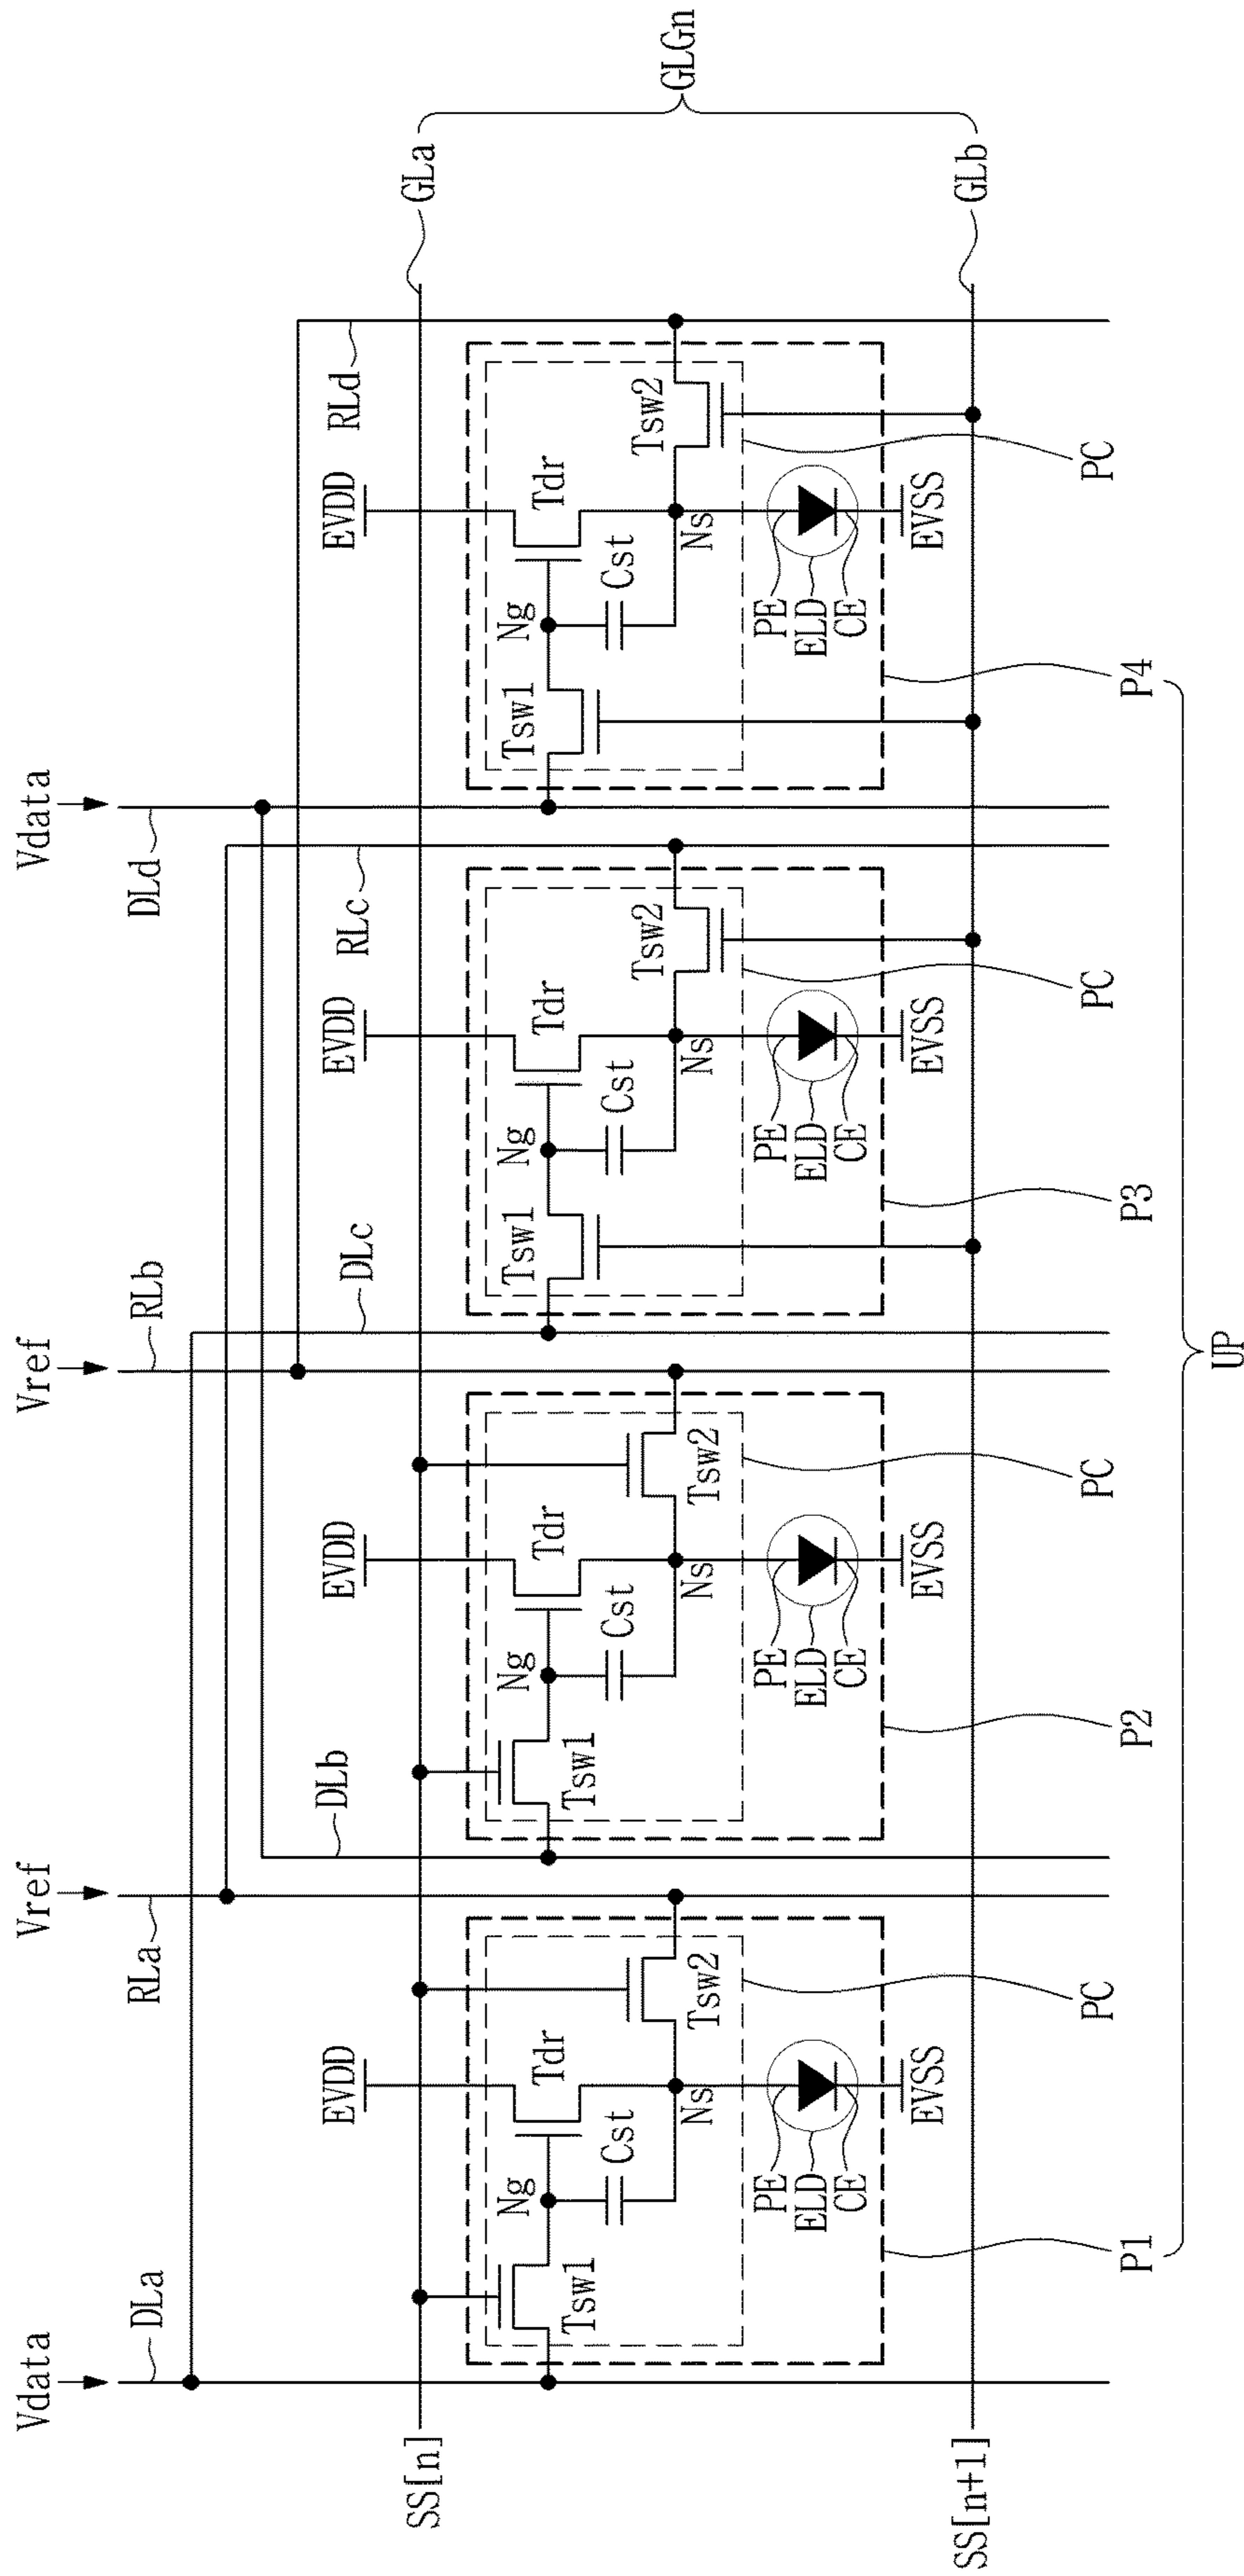 Vdata Vref Vref Vdata
DLa RLa RLb DLd
DLb DLc RLc RLd
EVDD EVDD EVDD EVDD
SS[n] GLa
Tsw1 Ng Tdr Cst Tsw2 Ns
Tsw1 Ng Tdr Cst Tsw2 Ns
Tsw1 Ng Tdr Cst Tsw2 Ns
Tsw1 Ng Tdr Cst Tsw2 Ns
GLGn
PE PE PE PE
ELD ELD ELD ELD
CE CE CE CE
EVSS EVSS EVSS EVSS
SS[n+1] GLb
PC PC PC PC
P1 P2 P3 P4
UP